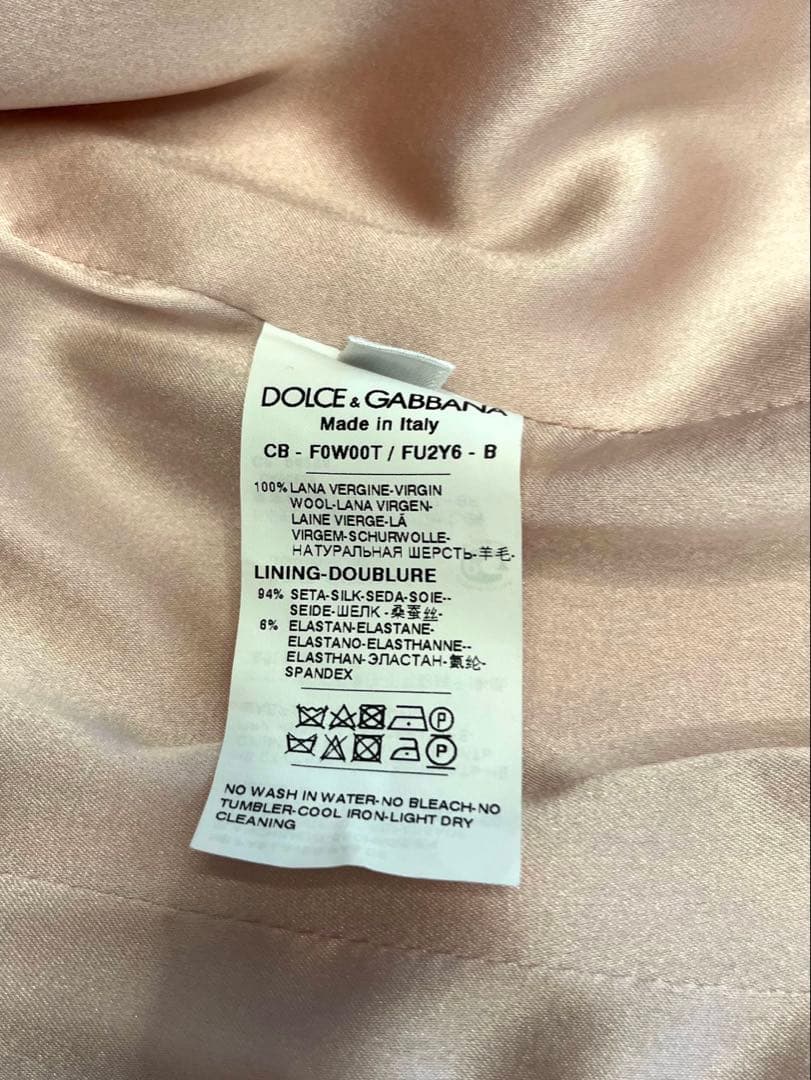 DOLCE & GABBANA
Made in Italy
CB - F0W00T / FU2Y6 - B
100% LANA VERGINE-VIRGIN
WOOL-LANA VIRGEN-
LAINE VIERGE-LÃ
VIRGEM-SCHURWOLLE-
НАТУРАЛЬНАЯ ШЕРСТЬ-羊毛-
LINING-DOUBLURE
94% SETA-SILK-SEDA-SOIE--
SEIDE-ШЕЛК -桑蚕丝-
6% ELASTAN-ELASTANE-
ELASTANO-ELASTHANNE--
ELASTHAN-ЭЛАСТАН-氨纶-
SPANDEX
P
P
NO WASH IN WATER-NO BLEACH-NO
TUMBLER-COOL IRON-LIGHT DRY
CLEANING